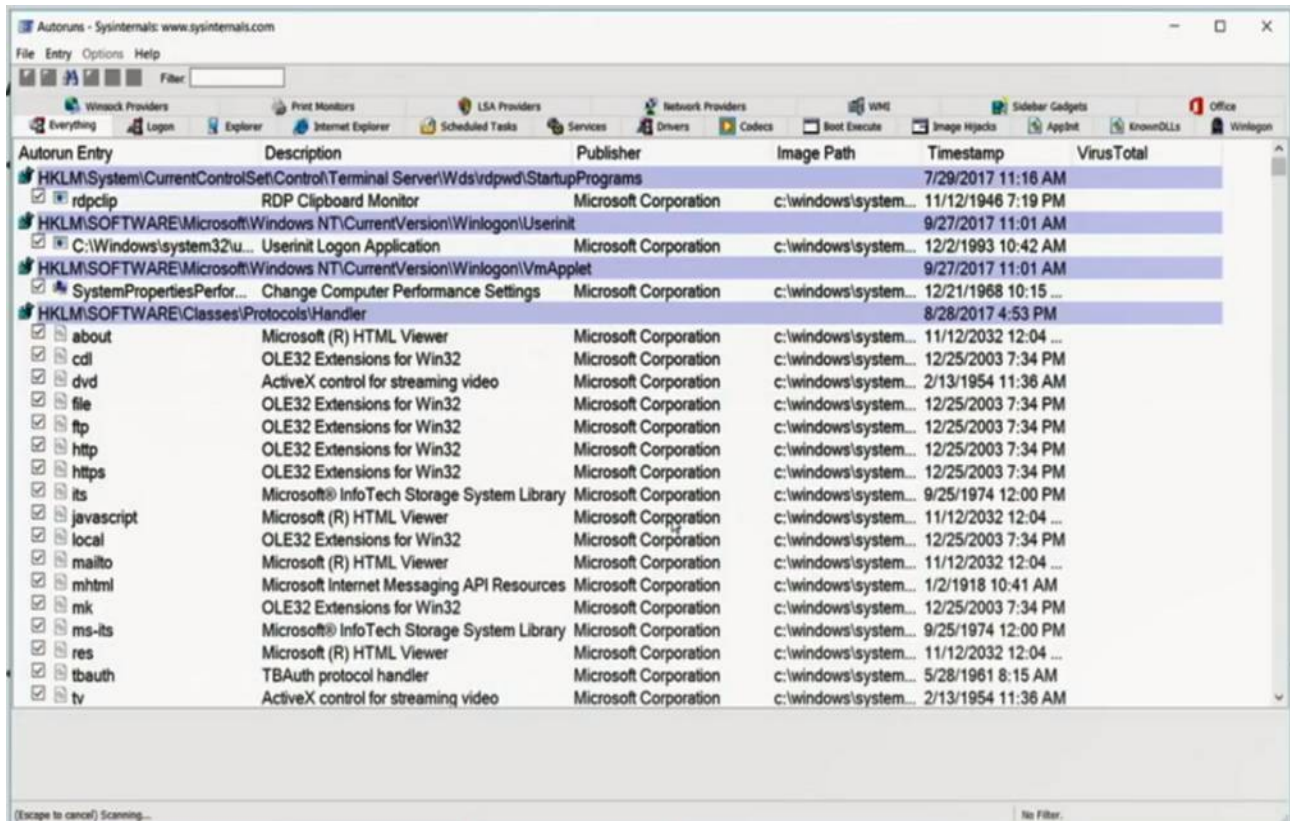 Autoruns - Sysinternals: www.sysinternals.com
File Entry Options Help
Filter:
Winsock Providers Print Monitors LSA Providers Network Providers WMI Sidebar Gadgets Office
Everything Logon Explorer Internet Explorer Scheduled Tasks Services Drivers Codecs Boot Execute Image Hijacks AppInit KnownDLLs Winlogon
Autorun Entry Description Publisher Image Path Timestamp VirusTotal
HKLM\System\CurrentControlSet\Control\Terminal Server\Wds\rdpwd\StartupPrograms 7/29/2017 11:16 AM
rdpclip RDP Clipboard Monitor Microsoft Corporation c:\windows\system... 11/12/1946 7:19 PM
HKLM\SOFTWARE\Microsoft\Windows NT\CurrentVersion\Winlogon\Userinit 9/27/2017 11:01 AM
C:\Windows\system32\u... Userinit Logon Application Microsoft Corporation c:\windows\system... 12/2/1993 10:42 AM
HKLM\SOFTWARE\Microsoft\Windows NT\CurrentVersion\Winlogon\VmApplet 9/27/2017 11:01 AM
SystemPropertiesPerfor... Change Computer Performance Settings Microsoft Corporation c:\windows\system... 12/21/1968 10:15 ...
HKLM\SOFTWARE\Classes\Protocols\Handler 8/28/2017 4:53 PM
about Microsoft (R) HTML Viewer Microsoft Corporation c:\windows\system... 11/12/2032 12:04 ...
cdl OLE32 Extensions for Win32 Microsoft Corporation c:\windows\system... 12/25/2003 7:34 PM
dvd ActiveX control for streaming video Microsoft Corporation c:\windows\system... 2/13/1954 11:36 AM
file OLE32 Extensions for Win32 Microsoft Corporation c:\windows\system... 12/25/2003 7:34 PM
ftp OLE32 Extensions for Win32 Microsoft Corporation c:\windows\system... 12/25/2003 7:34 PM
http OLE32 Extensions for Win32 Microsoft Corporation c:\windows\system... 12/25/2003 7:34 PM
https OLE32 Extensions for Win32 Microsoft Corporation c:\windows\system... 12/25/2003 7:34 PM
its Microsoft® InfoTech Storage System Library Microsoft Corporation c:\windows\system... 9/25/1974 12:00 PM
javascript Microsoft (R) HTML Viewer Microsoft Corporation c:\windows\system... 11/12/2032 12:04 ...
local OLE32 Extensions for Win32 Microsoft Corporation c:\windows\system... 12/25/2003 7:34 PM
mailto Microsoft (R) HTML Viewer Microsoft Corporation c:\windows\system... 11/12/2032 12:04 ...
mhtml Microsoft Internet Messaging API Resources Microsoft Corporation c:\windows\system... 1/2/1918 10:41 AM
mk OLE32 Extensions for Win32 Microsoft Corporation c:\windows\system... 12/25/2003 7:34 PM
ms-its Microsoft® InfoTech Storage System Library Microsoft Corporation c:\windows\system... 9/25/1974 12:00 PM
res Microsoft (R) HTML Viewer Microsoft Corporation c:\windows\system... 11/12/2032 12:04 ...
tbauth TBAuth protocol handler Microsoft Corporation c:\windows\system... 5/28/1961 8:15 AM
tv ActiveX control for streaming video Microsoft Corporation c:\windows\system... 2/13/1954 11:36 AM
(Escape to cancel) Scanning... No Filter.